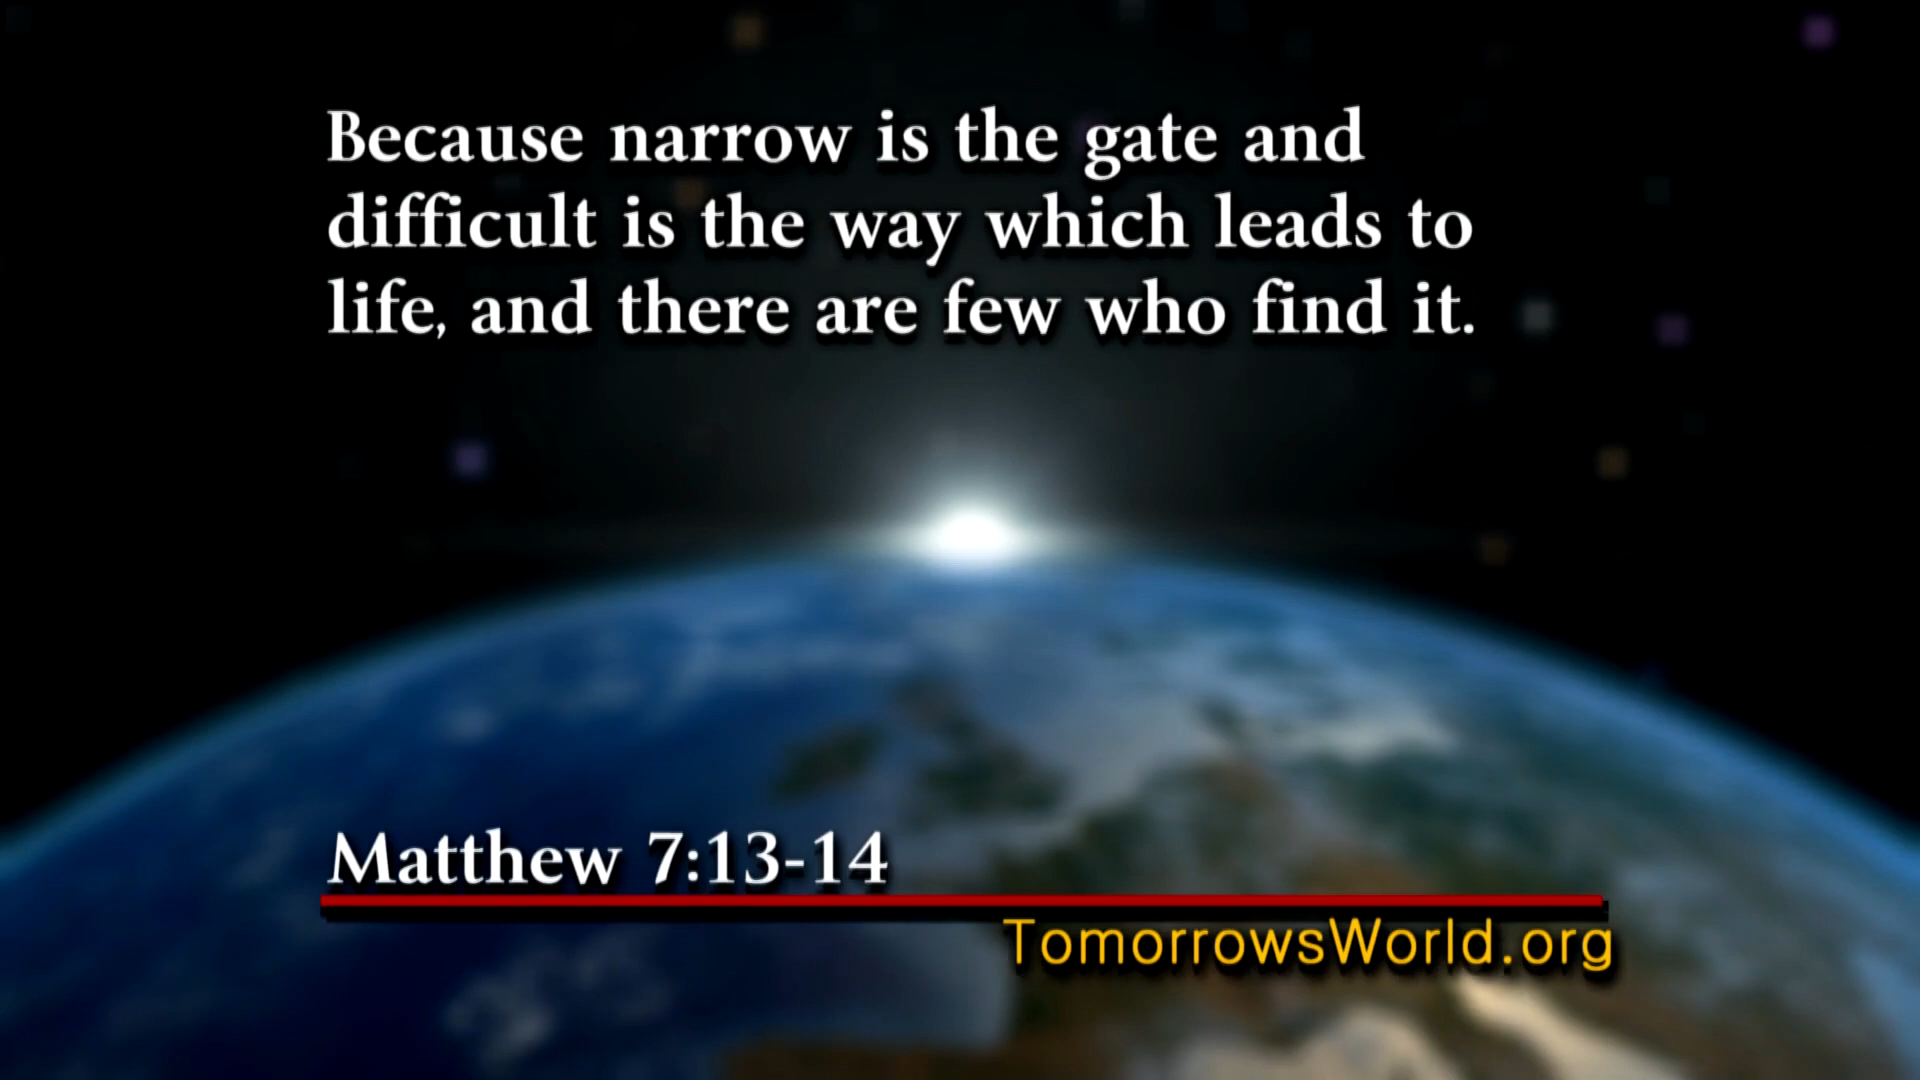 Because narrow is the gate and
difficult is the way which leads to
life, and there are few who find it.
Matthew 7:13-14
TomorrowsWorld.org